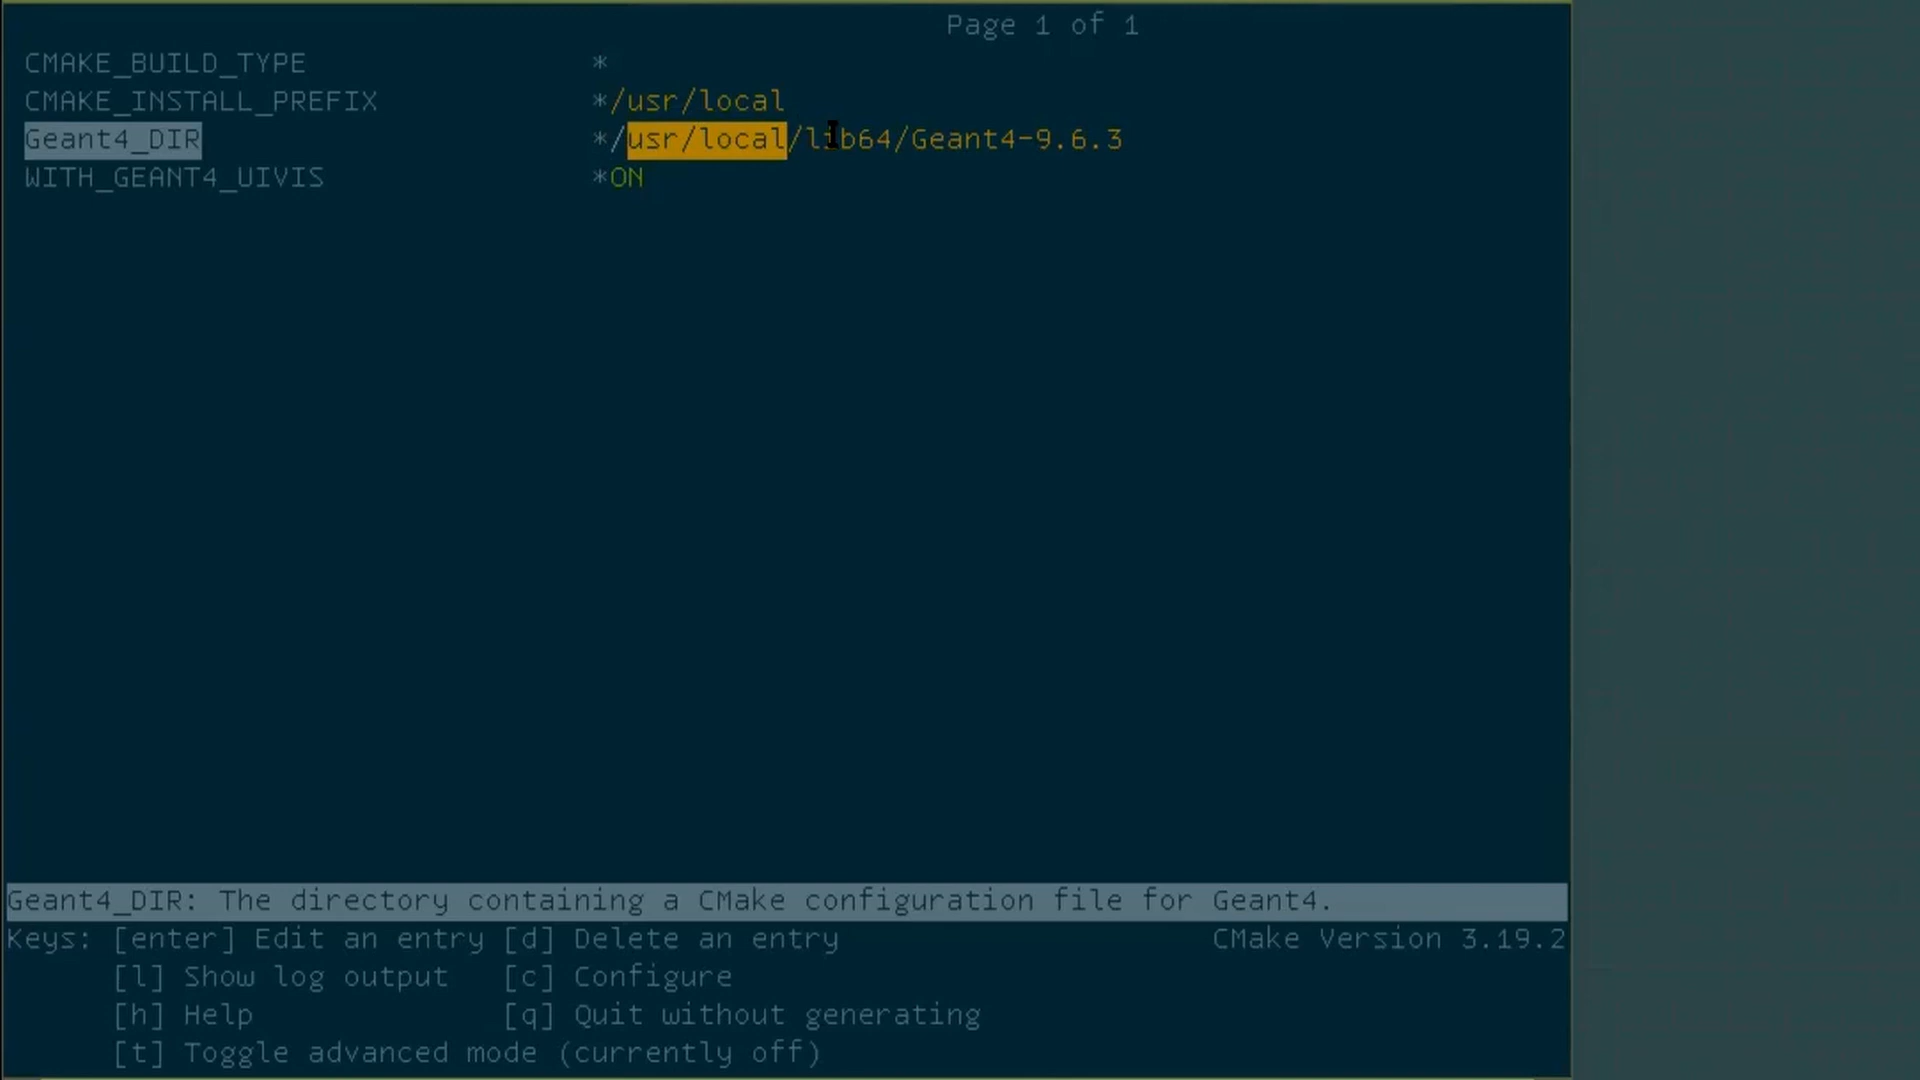 Page 1 of 1
CMAKE_BUILD_TYPE *
CMAKE_INSTALL_PREFIX */usr/local
Geant4_DIR */usr/local/lib64/Geant4-9.6.3
WITH_GEANT4_UIVIS *ON
Geant4_DIR: The directory containing a CMake configuration file for Geant4.
Keys: [enter] Edit an entry [d] Delete an entry CMake Version 3.19.2
[l] Show log output [c] Configure
[h] Help [q] Quit without generating
[t] Toggle advanced mode (currently off)